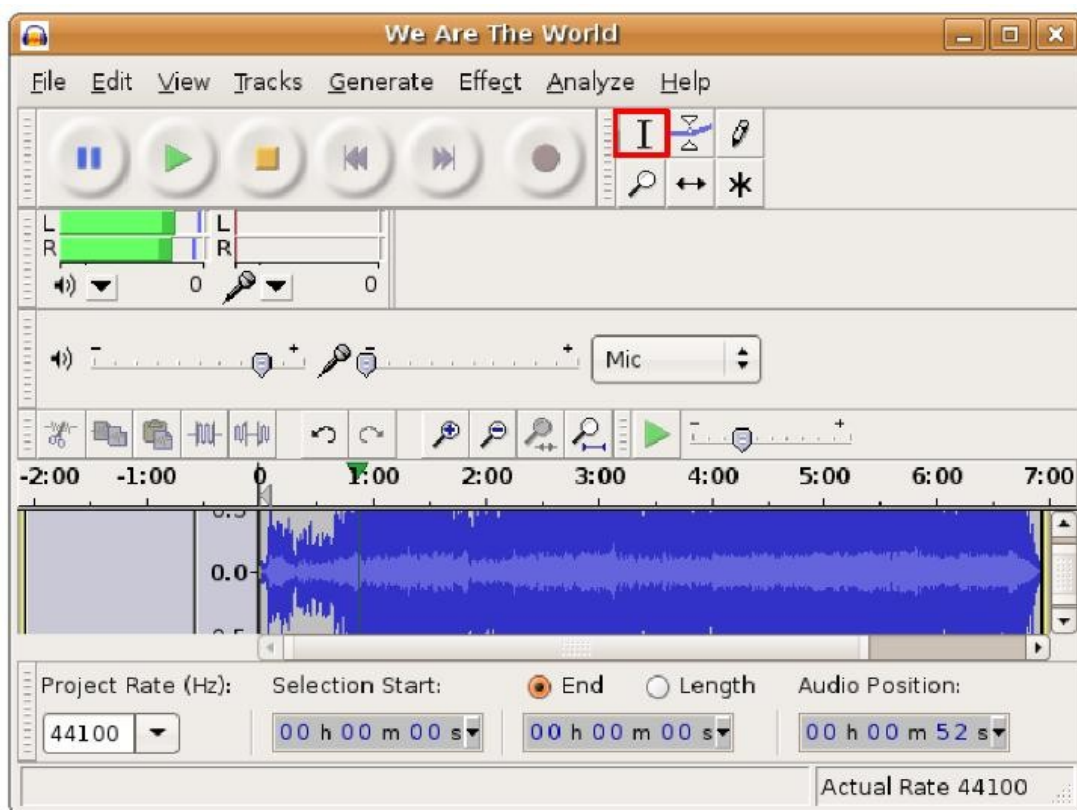 We Are The World
File Edit View Tracks Generate Effect Analyze Help
L L
R R
0 0
- + - +
Mic
- +
-2:00 -1:00 0 1:00 2:00 3:00 4:00 5:00 6:00 7:00
0.0
Project Rate (Hz): Selection Start: End Length Audio Position:
44100 00 h 00 m 00 s 00 h 00 m 00 s 00 h 00 m 52 s
Actual Rate 44100